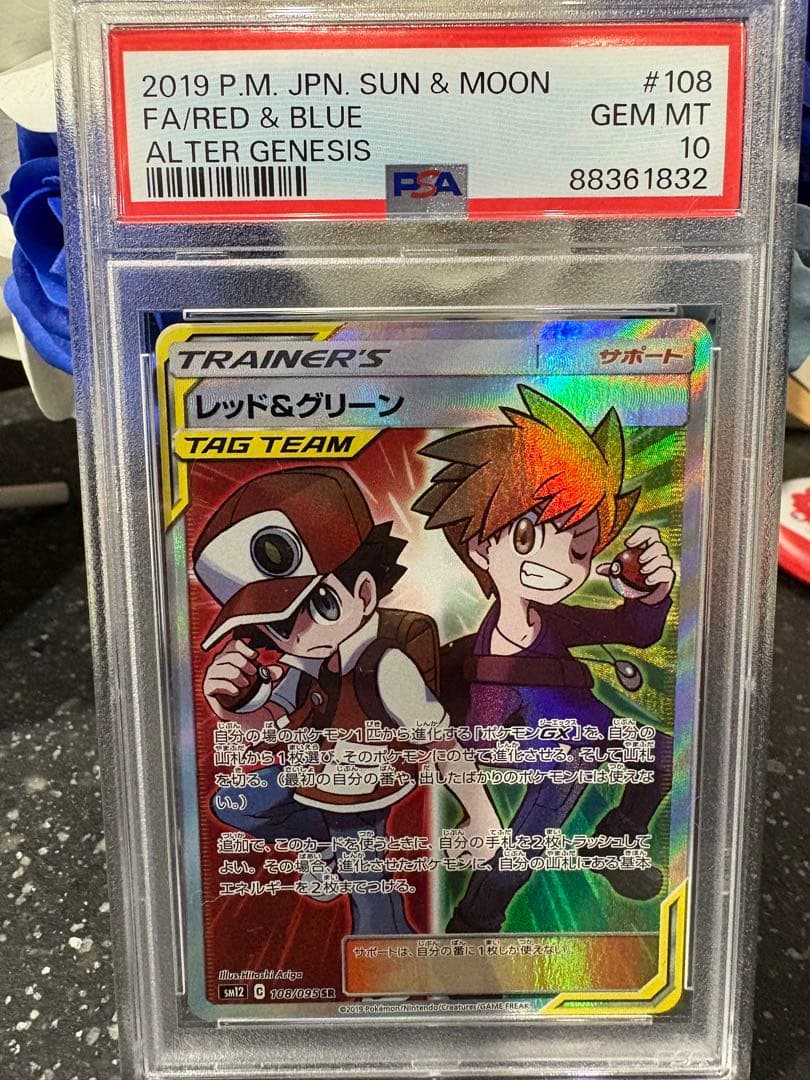 2019 P.M. JPN. SUN & MOON #108
FA/RED & BLUE GEM MT
ALTER GENESIS 10
PSA 88361832
TRAINER'S サポート
レッド&グリーン
TAG TEAM
自分の場のポケモン1匹から進化する「ポケモンGX」を、自分の
山札から1枚選び、そのポケモンにのせて進化させる。そして山札
を切る。(最初の自分の番や、出したばかりのポケモンには使えな
い。)
追加で、このカードを使うときに、自分の手札を2枚トラッシュして
よい。その場合、進化させたポケモンに、自分の山札にある基本
エネルギーを2枚までつける。
サポートは、自分の番に1枚しか使えない。
Illus.Hitoshi Ariga
SM12 C 108/095 SR
©2019 Pokémon/Nintendo/Creatures/GAME FREAK.